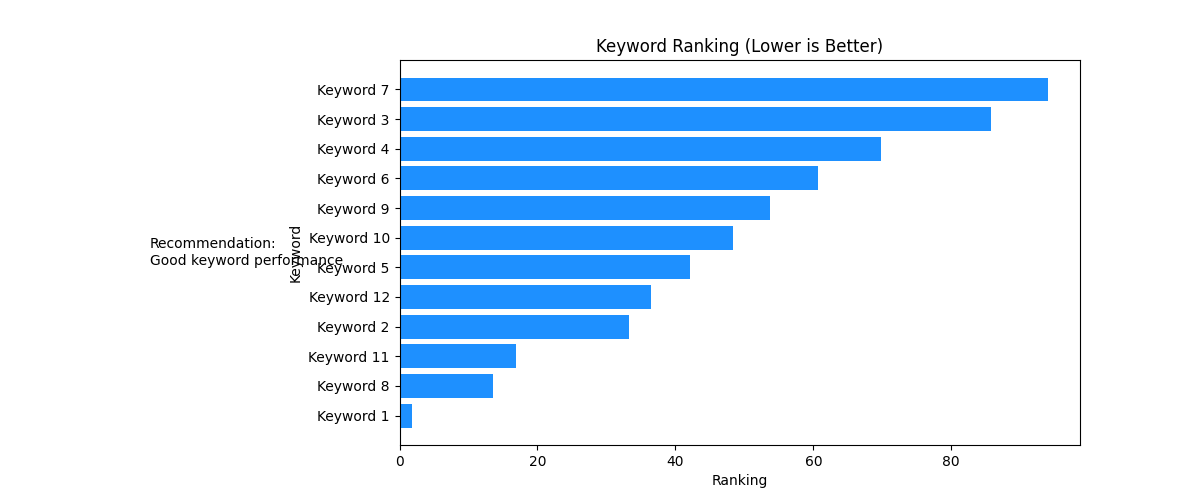 Keyword Ranking (Lower is Better)
Keyword 7
Keyword 3
Keyword 4
Keyword 6
Keyword 9
Keyword 10
Keyword 5
Keyword 12
Keyword 2
Keyword 11
Keyword 8
Keyword 1
Keyword
Recommendation:
Good keyword performance
0 20 40 60 80
Ranking